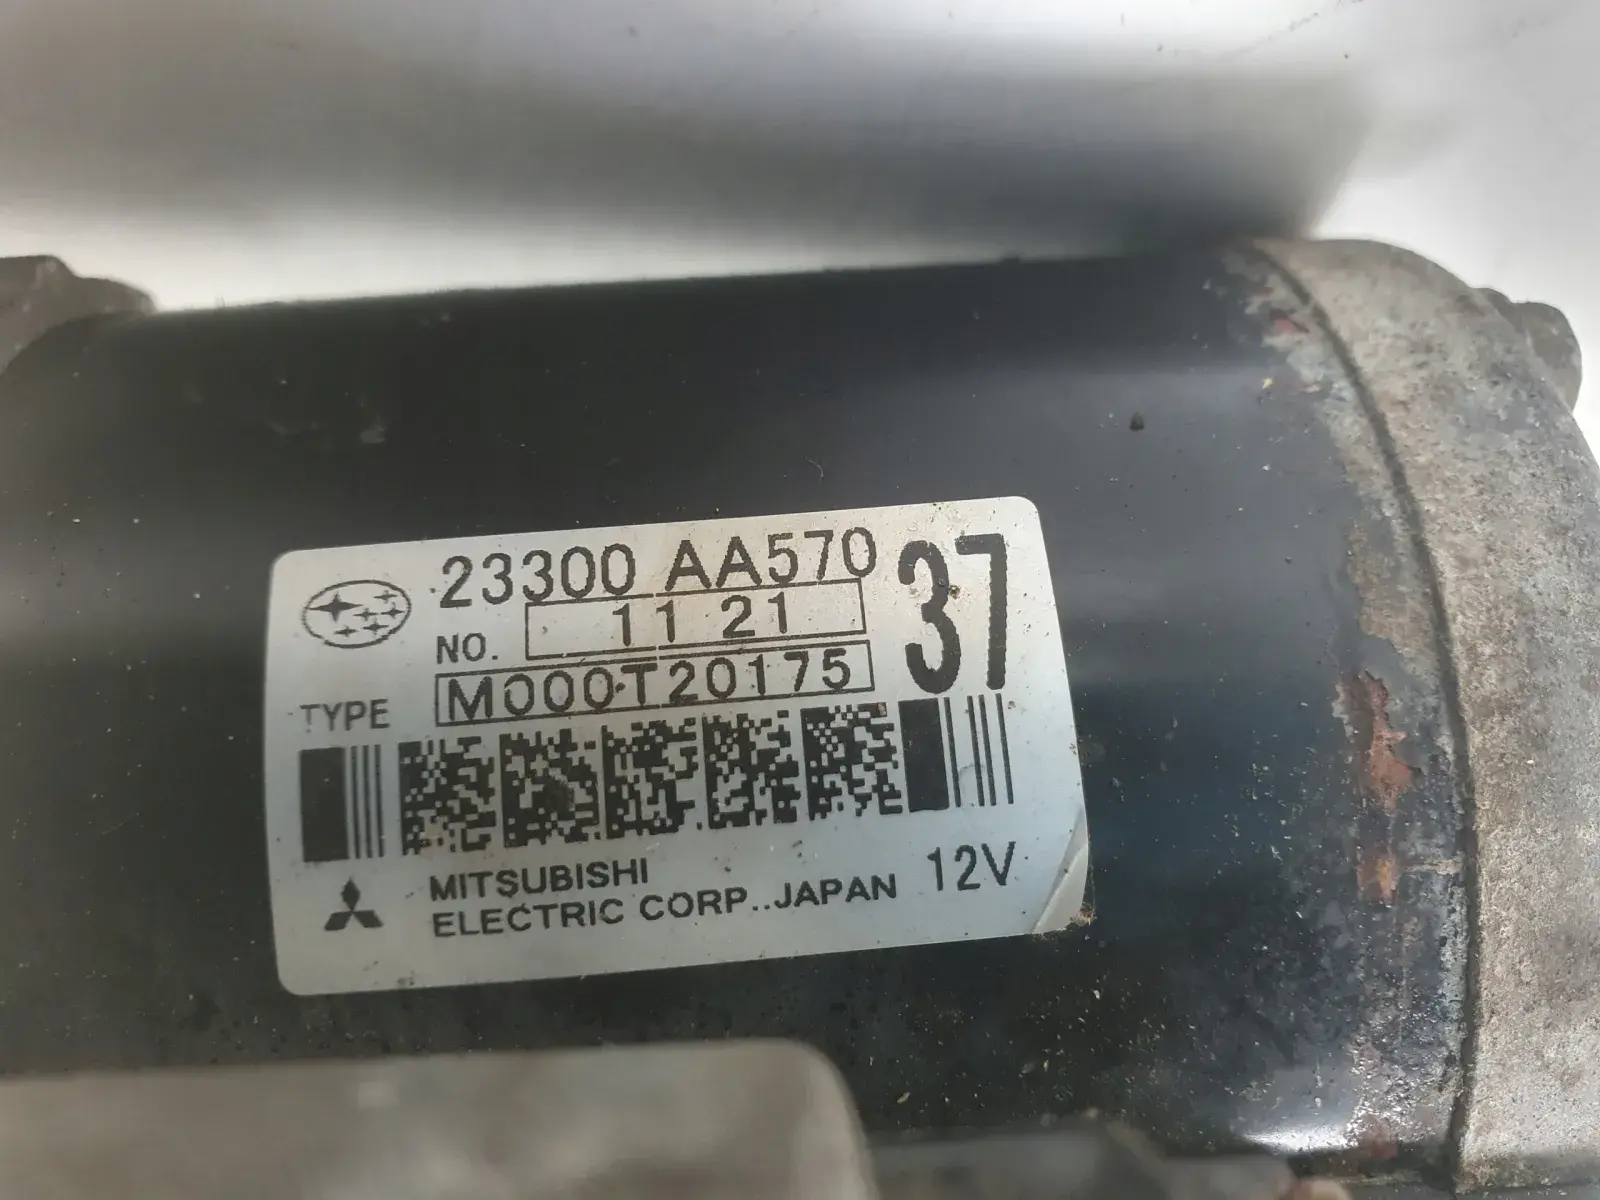 23300 AA570
37
NO. 11 21
TYPE M000T20175
MITSUBISHI
ELECTRIC CORP.. JAPAN 12V